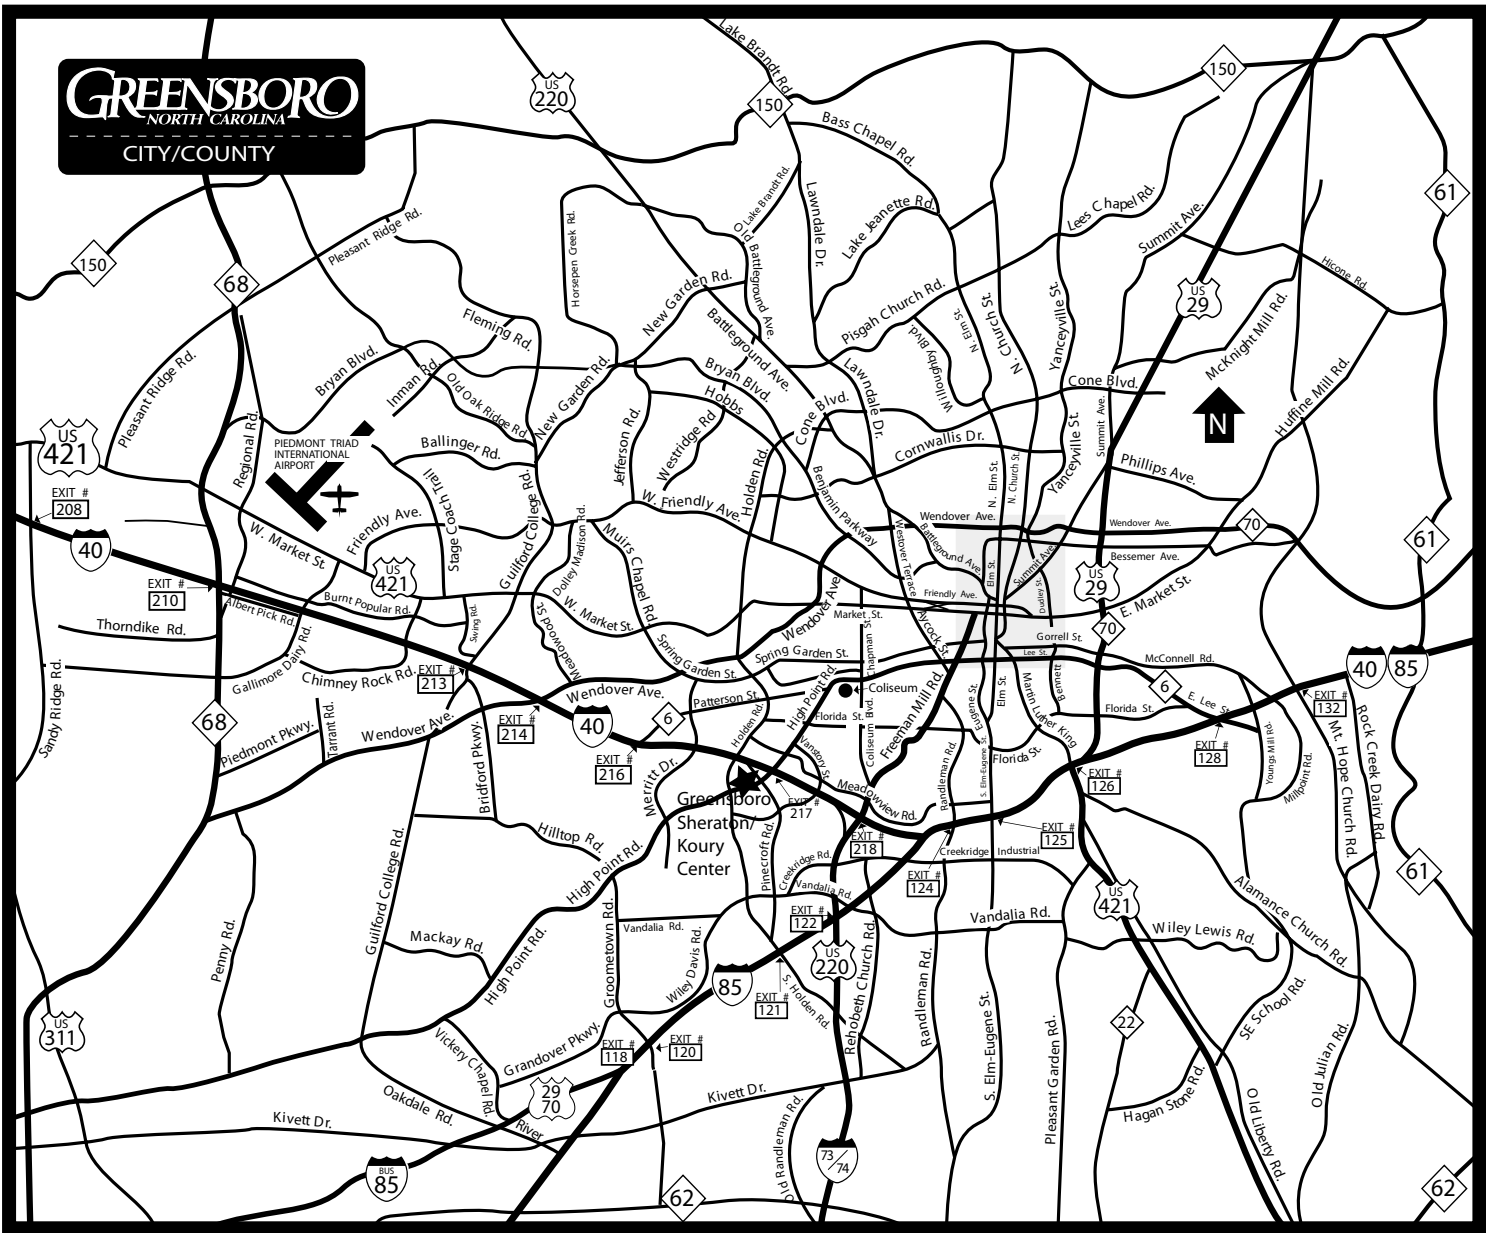 GREENSBORO
NORTH CAROLINA
CITY/COUNTY
Lake Brandt Rd.
150
US
220
150
Bass Chapel Rd.
61
Old Lake Brandt Rd.
Lawndale Dr.
Lake Jeanette Rd.
Lees Chapel Rd.
Summit Ave.
Pleasant Ridge Rd.
Horsepen Creek Rd.
Old Battleground Ave.
150
68
Hicone Rd.
US
29
New Garden Rd.
Pisgah Church Rd.
N. Elm St.
N. Church St.
Yanceyville St.
McKnight Mill Rd.
Fleming Rd.
Battleground Ave.
Willoughby Blvd.
Pleasant Ridge Rd.
Bryan Blvd.
Inman Rd.
Old Oak Ridge Rd.
New Garden Rd.
Bryan Blvd.
Hobbs
Lawndale Dr.
Cone Blvd.
Cone Blvd.
Huffine Mill Rd.
N
US
421
Regional Rd.
PIEDMONT TRIAD
INTERNATIONAL
AIRPORT
Ballinger Rd.
Jefferson Rd.
Westridge Rd
Holden Rd.
Cornwallis Dr.
Yanceyville St.
Summit Ave.
Phillips Ave.
N. Elm St.
N. Church St.
EXIT #
208
40
W. Market St.
Friendly Ave.
Stage Coach Trail
Guilford College Rd.
W. Friendly Ave.
Benjamin Parkway
Wendover Ave.
Wendover Ave.
70
61
Dolley Madison Rd.
Muirs Chapel Rd.
Westover Terrace
Battleground Ave
Elm St.
Summit Ave.
Dudley St.
Bessemer Ave.
US
421
US
29
EXIT #
210
Albert Pick Rd.
Burnt Popular Rd.
Swing Rd.
Meadowood St.
W. Market St.
Wendover Ave.
Market St.
Friendly Ave.
E. Market St.
70
Thorndike Rd.
Gallimore Dairy Rd.
Chimney Rock Rd.
Spring Garden St.
Spring Garden St.
Chapman St.
Aycock St.
Gorrell St.
Lee St.
McConnell Rd.
40
85
Sandy Ridge Rd.
EXIT #
213
Wendover Ave.
Patterson St.
High Point Rd.
Coliseum
Freeman Mill Rd.
Eugene St.
Elm St.
Martin Luther King
Bennett
6
E. Lee St.
EXIT #
132
68
Piedmont Pkwy.
Tarrant Rd.
Wendover Ave.
EXIT #
214
40
6
Holden Rd.
Florida St.
Coliseum Blvd.
Florida St.
Florida St.
Rock Creek Dairy Rd.
Mt. Hope Church Rd.
EXIT #
128
EXIT #
216
Bridford Pkwy.
Merritt Dr.
Vanstory St.
Meadowview Rd.
Randleman Rd.
S. Elm-Eugene St.
EXIT #
126
Youngs Mill Rd.
Millpoint Rd.
Greensboro
Sheraton/
Koury
Center
EXIT #
217
Hilltop Rd.
High Point Rd.
Guilford College Rd.
Pinecroft Rd.
EXIT #
218
EXIT #
125
Creekridge Rd.
Creekridge Industrial
EXIT #
124
Vandalia Rd.
61
US
421
Alamance Church Rd.
Vandalia Rd.
EXIT #
122
Groometown Rd.
Vandalia Rd.
Wiley Lewis Rd.
Penny Rd.
Mackay Rd.
High Point Rd.
Wiley Davis Rd.
85
US
220
Rehobeth Church Rd.
Randleman Rd.
EXIT #
121
S. Holden Rd.
S. Elm-Eugene St.
Pleasant Garden Rd.
22
SE School Rd.
US
311
Vickery Chapel Rd.
Grandover Pkwy.
EXIT #
118
EXIT #
120
Old Julian Rd.
29
70
Oakdale Rd.
River
Kivett Dr.
Kivett Dr.
Old Randleman Rd.
Hagan Stone Rd.
Old Liberty Rd.
73/74
BUS
85
62
62